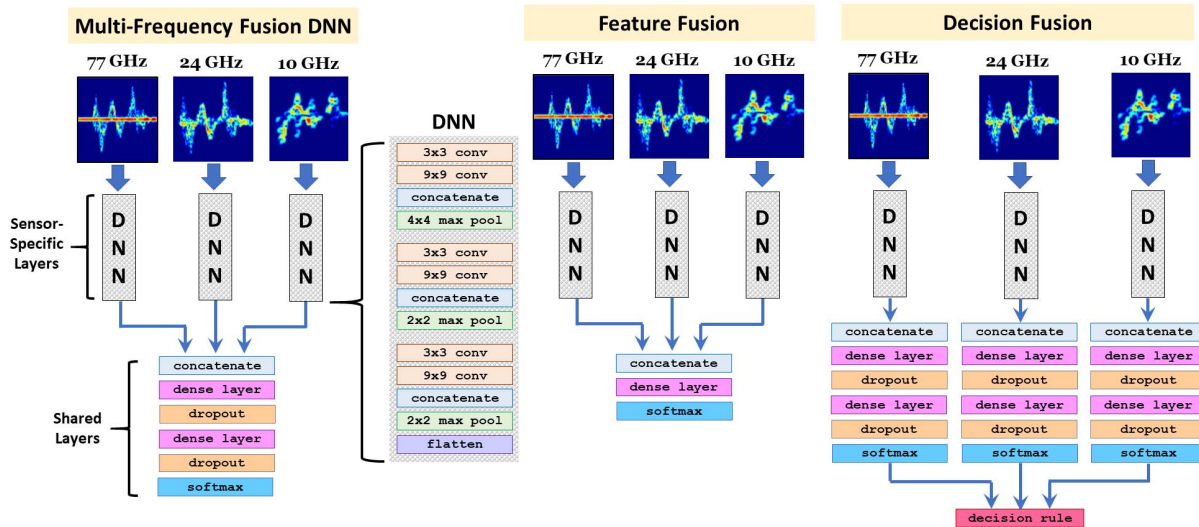 Multi-Frequency Fusion DNN
77 GHz
24 GHz
10 GHz
Sensor-
Specific
Layers
D
N
N
D
N
N
D
N
N
concatenate
dense layer
dropout
dense layer
dropout
softmax
Shared
Layers
DNN
3x3 conv
9x9 conv
concatenate
4x4 max pool
3x3 conv
9x9 conv
concatenate
2x2 max pool
3x3 conv
9x9 conv
concatenate
2x2 max pool
flatten
Feature Fusion
77 GHz
24 GHz
10 GHz
D
N
N
D
N
N
D
N
N
concatenate
dense layer
softmax
Decision Fusion
77 GHz
24 GHz
10 GHz
D
N
N
D
N
N
D
N
N
concatenate
dense layer
dropout
dense layer
dropout
softmax
concatenate
dense layer
dropout
dense layer
dropout
softmax
concatenate
dense layer
dropout
dense layer
dropout
softmax
decision rule